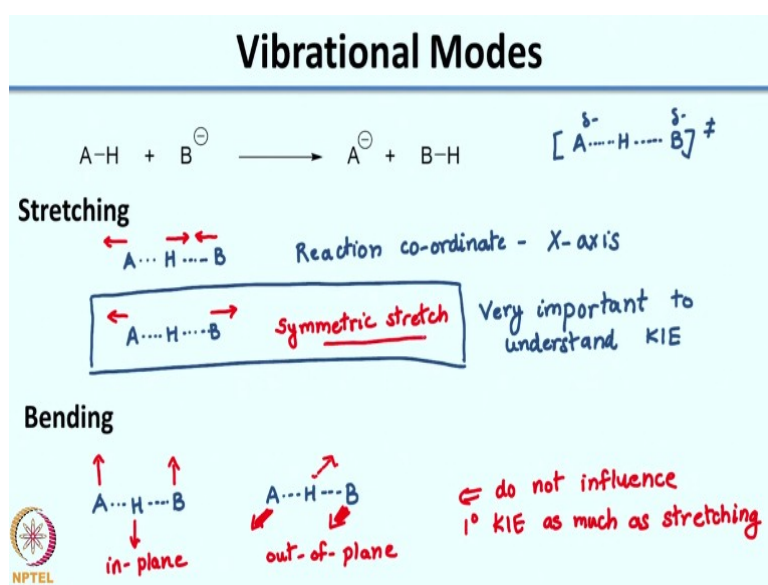 Vibrational Modes
A–H + B⊖ ⟶ A⊖ + B–H
[ A·····H·····B ]‡
δ- δ-
Stretching
A··· H ···- B
Reaction co-ordinate - X-axis
A····H····B
Symmetric stretch
Very important to
understand KIE
Bending
A···H----B
in-plane
A---H---B
out-of-plane
⇐ do not influence
1° KIE as much as stretching
NPTEL